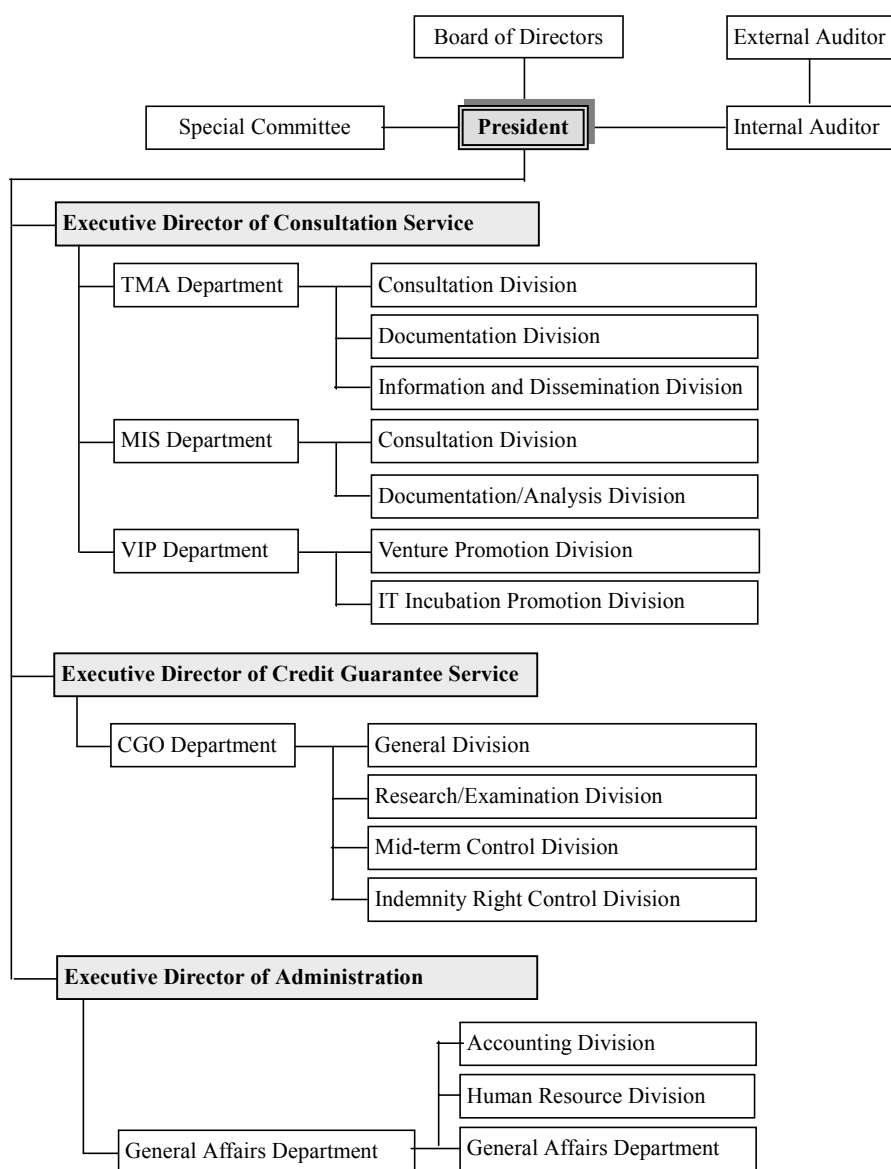 Board of Directors
External Auditor
Special Committee
President
Internal Auditor
Executive Director of Consultation Service
TMA Department
Consultation Division
Documentation Division
Information and Dissemination Division
MIS Department
Consultation Division
Documentation/Analysis Division
VIP Department
Venture Promotion Division
IT Incubation Promotion Division
Executive Director of Credit Guarantee Service
CGO Department
General Division
Research/Examination Division
Mid-term Control Division
Indemnity Right Control Division
Executive Director of Administration
Accounting Division
Human Resource Division
General Affairs Department
General Affairs Department